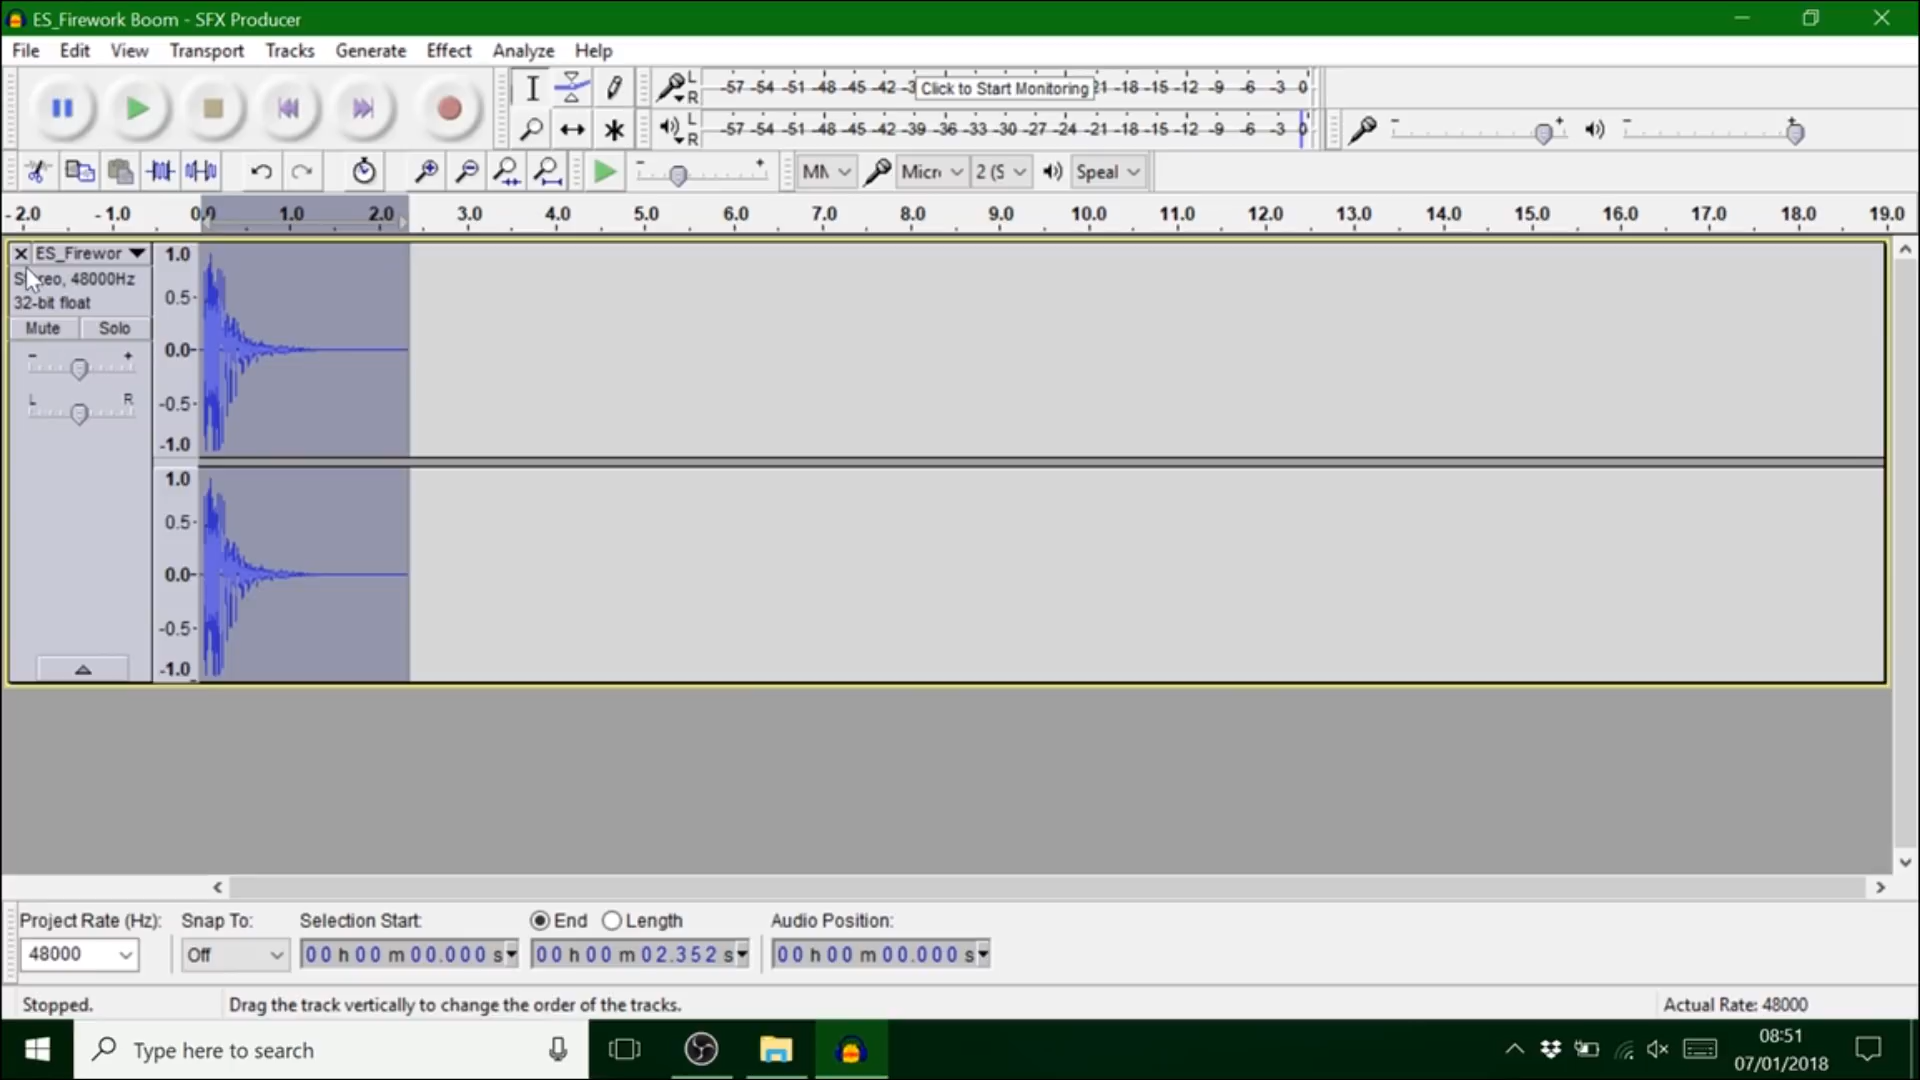 ES_Firework Boom - SFX Producer
File Edit View Transport Tracks Generate Effect Analyze Help
L -57 -54 -51 -48 -45 -42 -3 Click to Start Monitoring 21 -18 -15 -12 -9 -6 -3 0
R
L -57 -54 -51 -48 -45 -42 -39 -36 -33 -30 -27 -24 -21 -18 -15 -12 -9 -6 -3 0
R
MM Micr 2 (S Speal
-2.0 -1.0 0.0 1.0 2.0 3.0 4.0 5.0 6.0 7.0 8.0 9.0 10.0 11.0 12.0 13.0 14.0 15.0 16.0 17.0 18.0 19.0
ES_Firewor
Stereo, 48000Hz
32-bit float
Mute Solo
L R
1.0
0.5
0.0
-0.5
-1.0
1.0
0.5
0.0
-0.5
-1.0
Project Rate (Hz): Snap To: Selection Start: End Length Audio Position:
48000 Off 00 h 00 m 00.000 s 00 h 00 m 02.352 s 00 h 00 m 00.000 s
Stopped. Drag the track vertically to change the order of the tracks. Actual Rate: 48000
Type here to search
08:51
07/01/2018